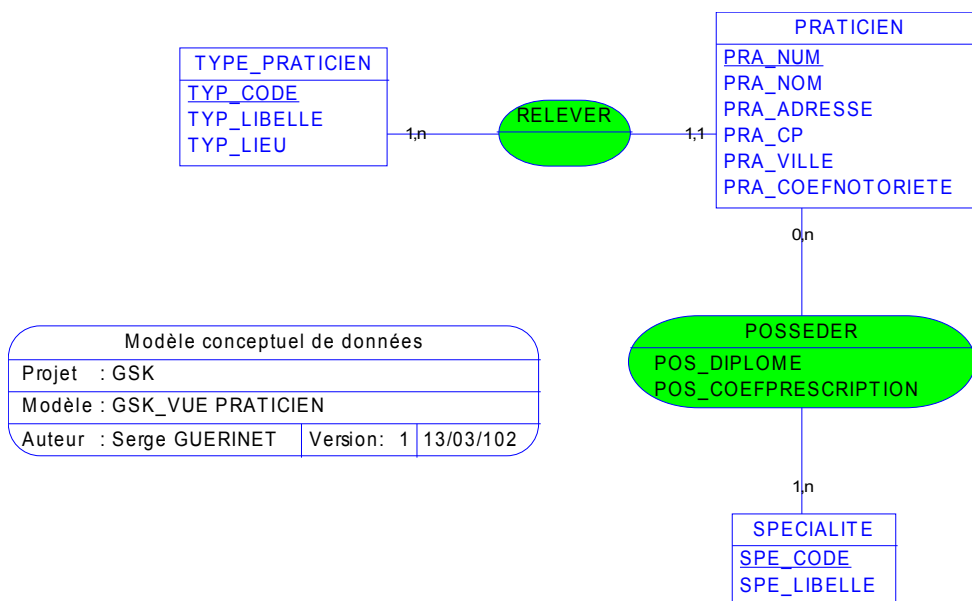 TYPE_PRATICIEN
TYP_CODE
TYP_LIBELLE
TYP_LIEU
1,n
RELEVER
1,1
PRATICIEN
PRA_NUM
PRA_NOM
PRA_ADRESSE
PRA_CP
PRA_VILLE
PRA_COEFNOTORIETE
0,n
POSSEDER
POS_DIPLOME
POS_COEFPRESCRIPTION
1,n
SPECIALITE
SPE_CODE
SPE_LIBELLE
Modèle conceptuel de données
Projet : GSK
Modèle : GSK_VUE PRATICIEN
Auteur : Serge GUERINET Version: 1 13/03/102